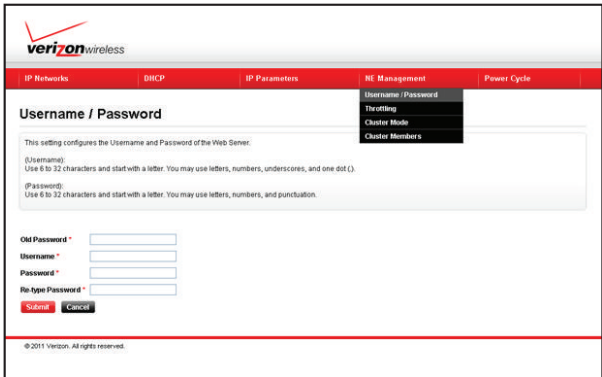 verizonwireless
IP Networks DHCP IP Parameters NE Management Power Cycle
Username / Password
Throttling
Cluster Mode
Cluster Members
Username / Password
This setting configures the Username and Password of the Web Server.
(Username):
Use 6 to 32 characters and start with a letter. You may use letters, numbers, underscores, and one dot (.).
(Password):
Use 6 to 32 characters and start with a letter. You may use letters, numbers, and punctuation.
Old Password *
Username *
Password *
Re-type Password *
Submit Cancel
© 2011 Verizon. All rights reserved.